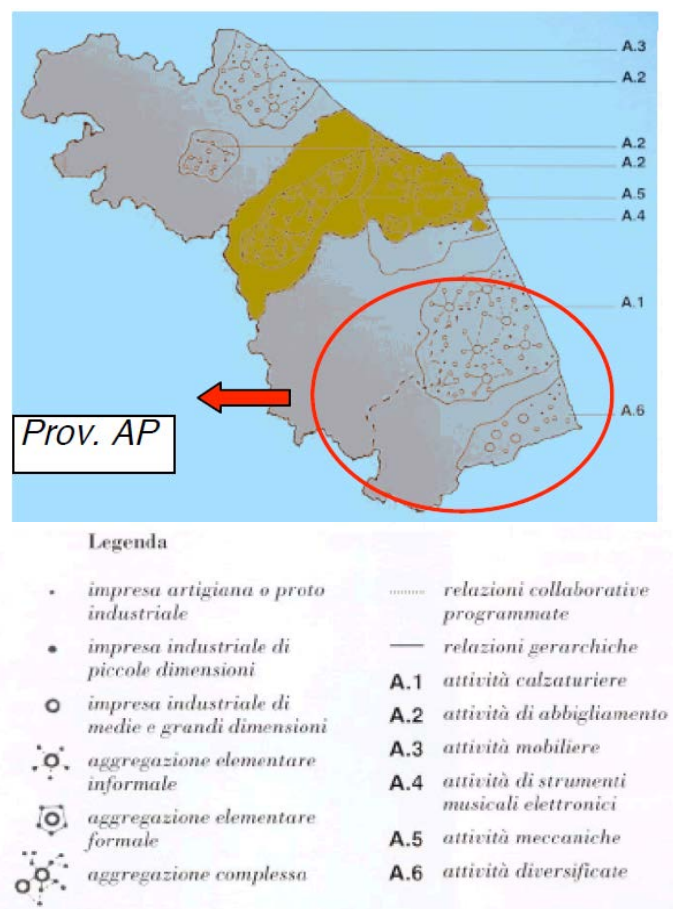 A.3
A.2
A.2
A.2
A.5
A.4
A.1
A.6
Prov. AP
Legenda
impresa artigiana o proto
industriale
impresa industriale di
piccole dimensioni
impresa industriale di
medie e grandi dimensioni
aggregazione elementare
informale
aggregazione elementare
formale
aggregazione complessa
relazioni collaborative
programmate
relazioni gerarchiche
A.1 attività calzaturiere
A.2 attività di abbigliamento
A.3 attività mobiliere
A.4 attività di strumenti
musicali elettronici
A.5 attività meccaniche
A.6 attività diversificate